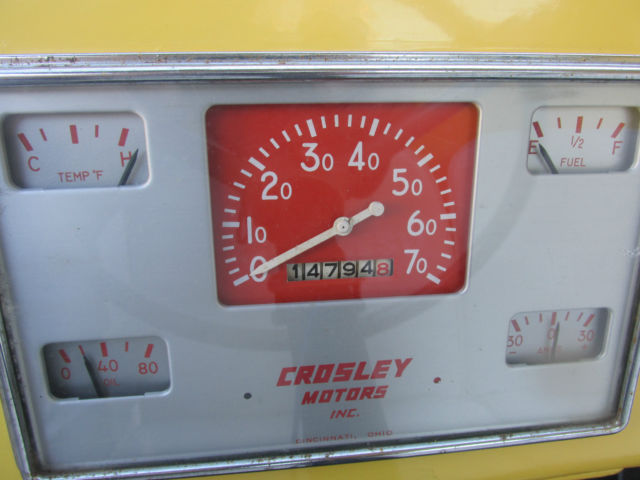 C H
TEMP °F
0 10 20 30 40 50 60 70
147948
E 1/2 F
FUEL
0 40 80
OIL
30 0 30
- AMP
CROSLEY
MOTORS
INC.
CINCINNATI, OHIO